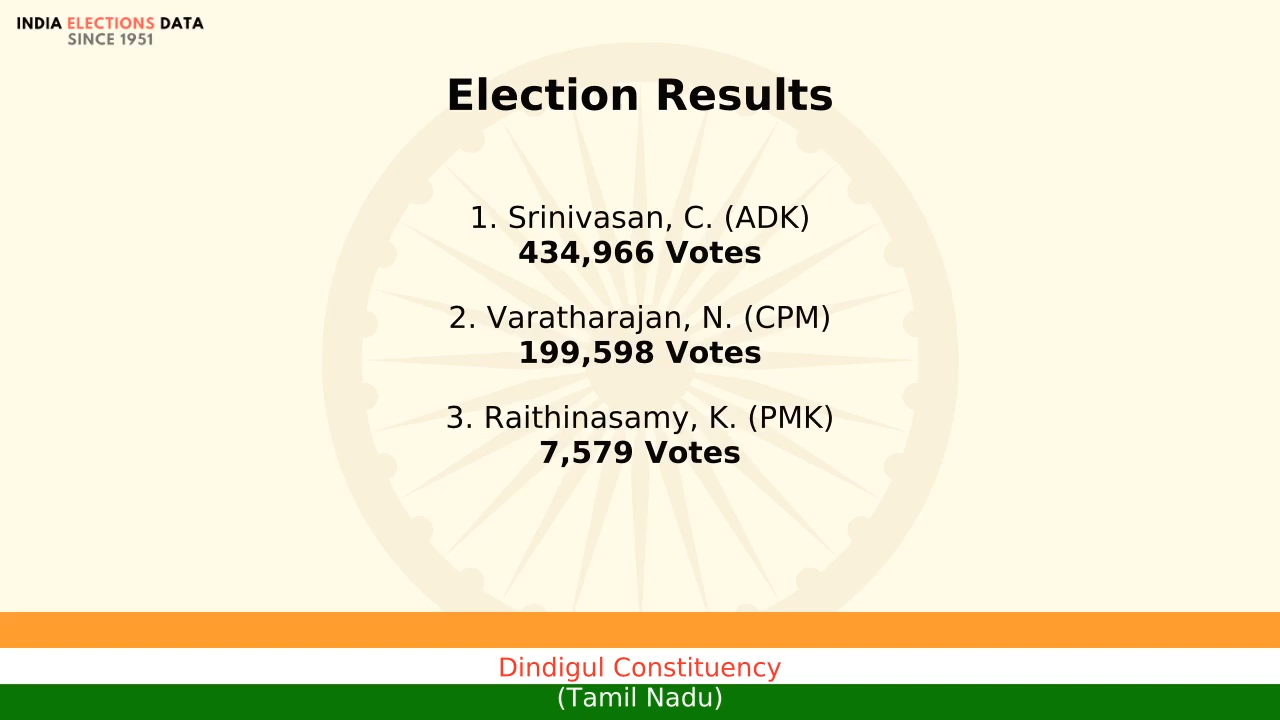 INDIA ELECTIONS DATA
SINCE 1951
Election Results
1. Srinivasan, C. (ADK)
434,966 Votes
2. Varatharajan, N. (CPM)
199,598 Votes
3. Raithinasamy, K. (PMK)
7,579 Votes
Dindigul Constituency
(Tamil Nadu)